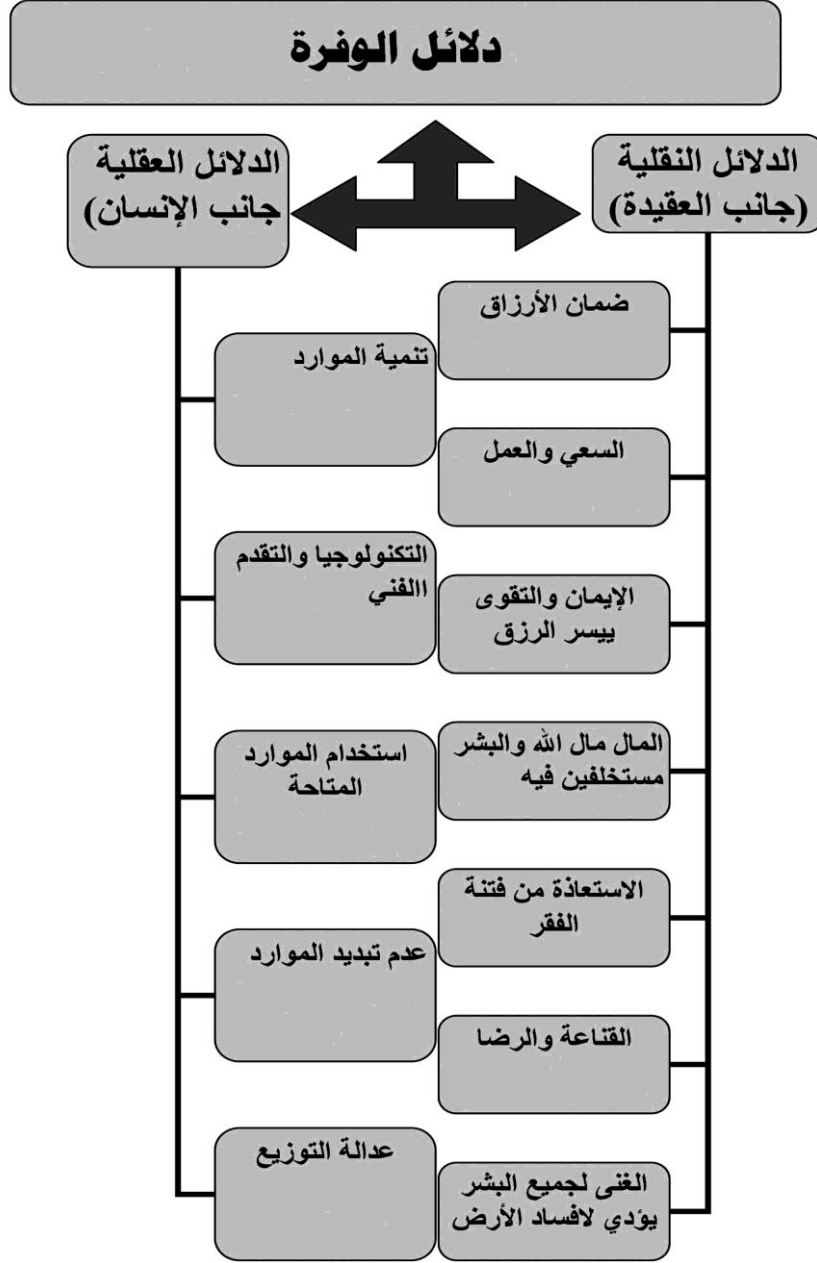 دلائل الوفرة
الدلائل النقلية
(جانب العقيدة)
ضمان الأرزاق
السعي والعمل
الإيمان والتقوى
ييسر الرزق
المال مال الله والبشر
مستخلفين فيه
الاستعاذة من فتنة
الفقر
القناعة والرضا
الغنى لجميع البشر
يؤدي لافساد الأرض
الدلائل العقلية
جانب الإنسان)
تنمية الموارد
التكنولوجيا والتقدم
االفني
استخدام الموارد
المتاحة
عدم تبديد الموارد
عدالة التوزيع